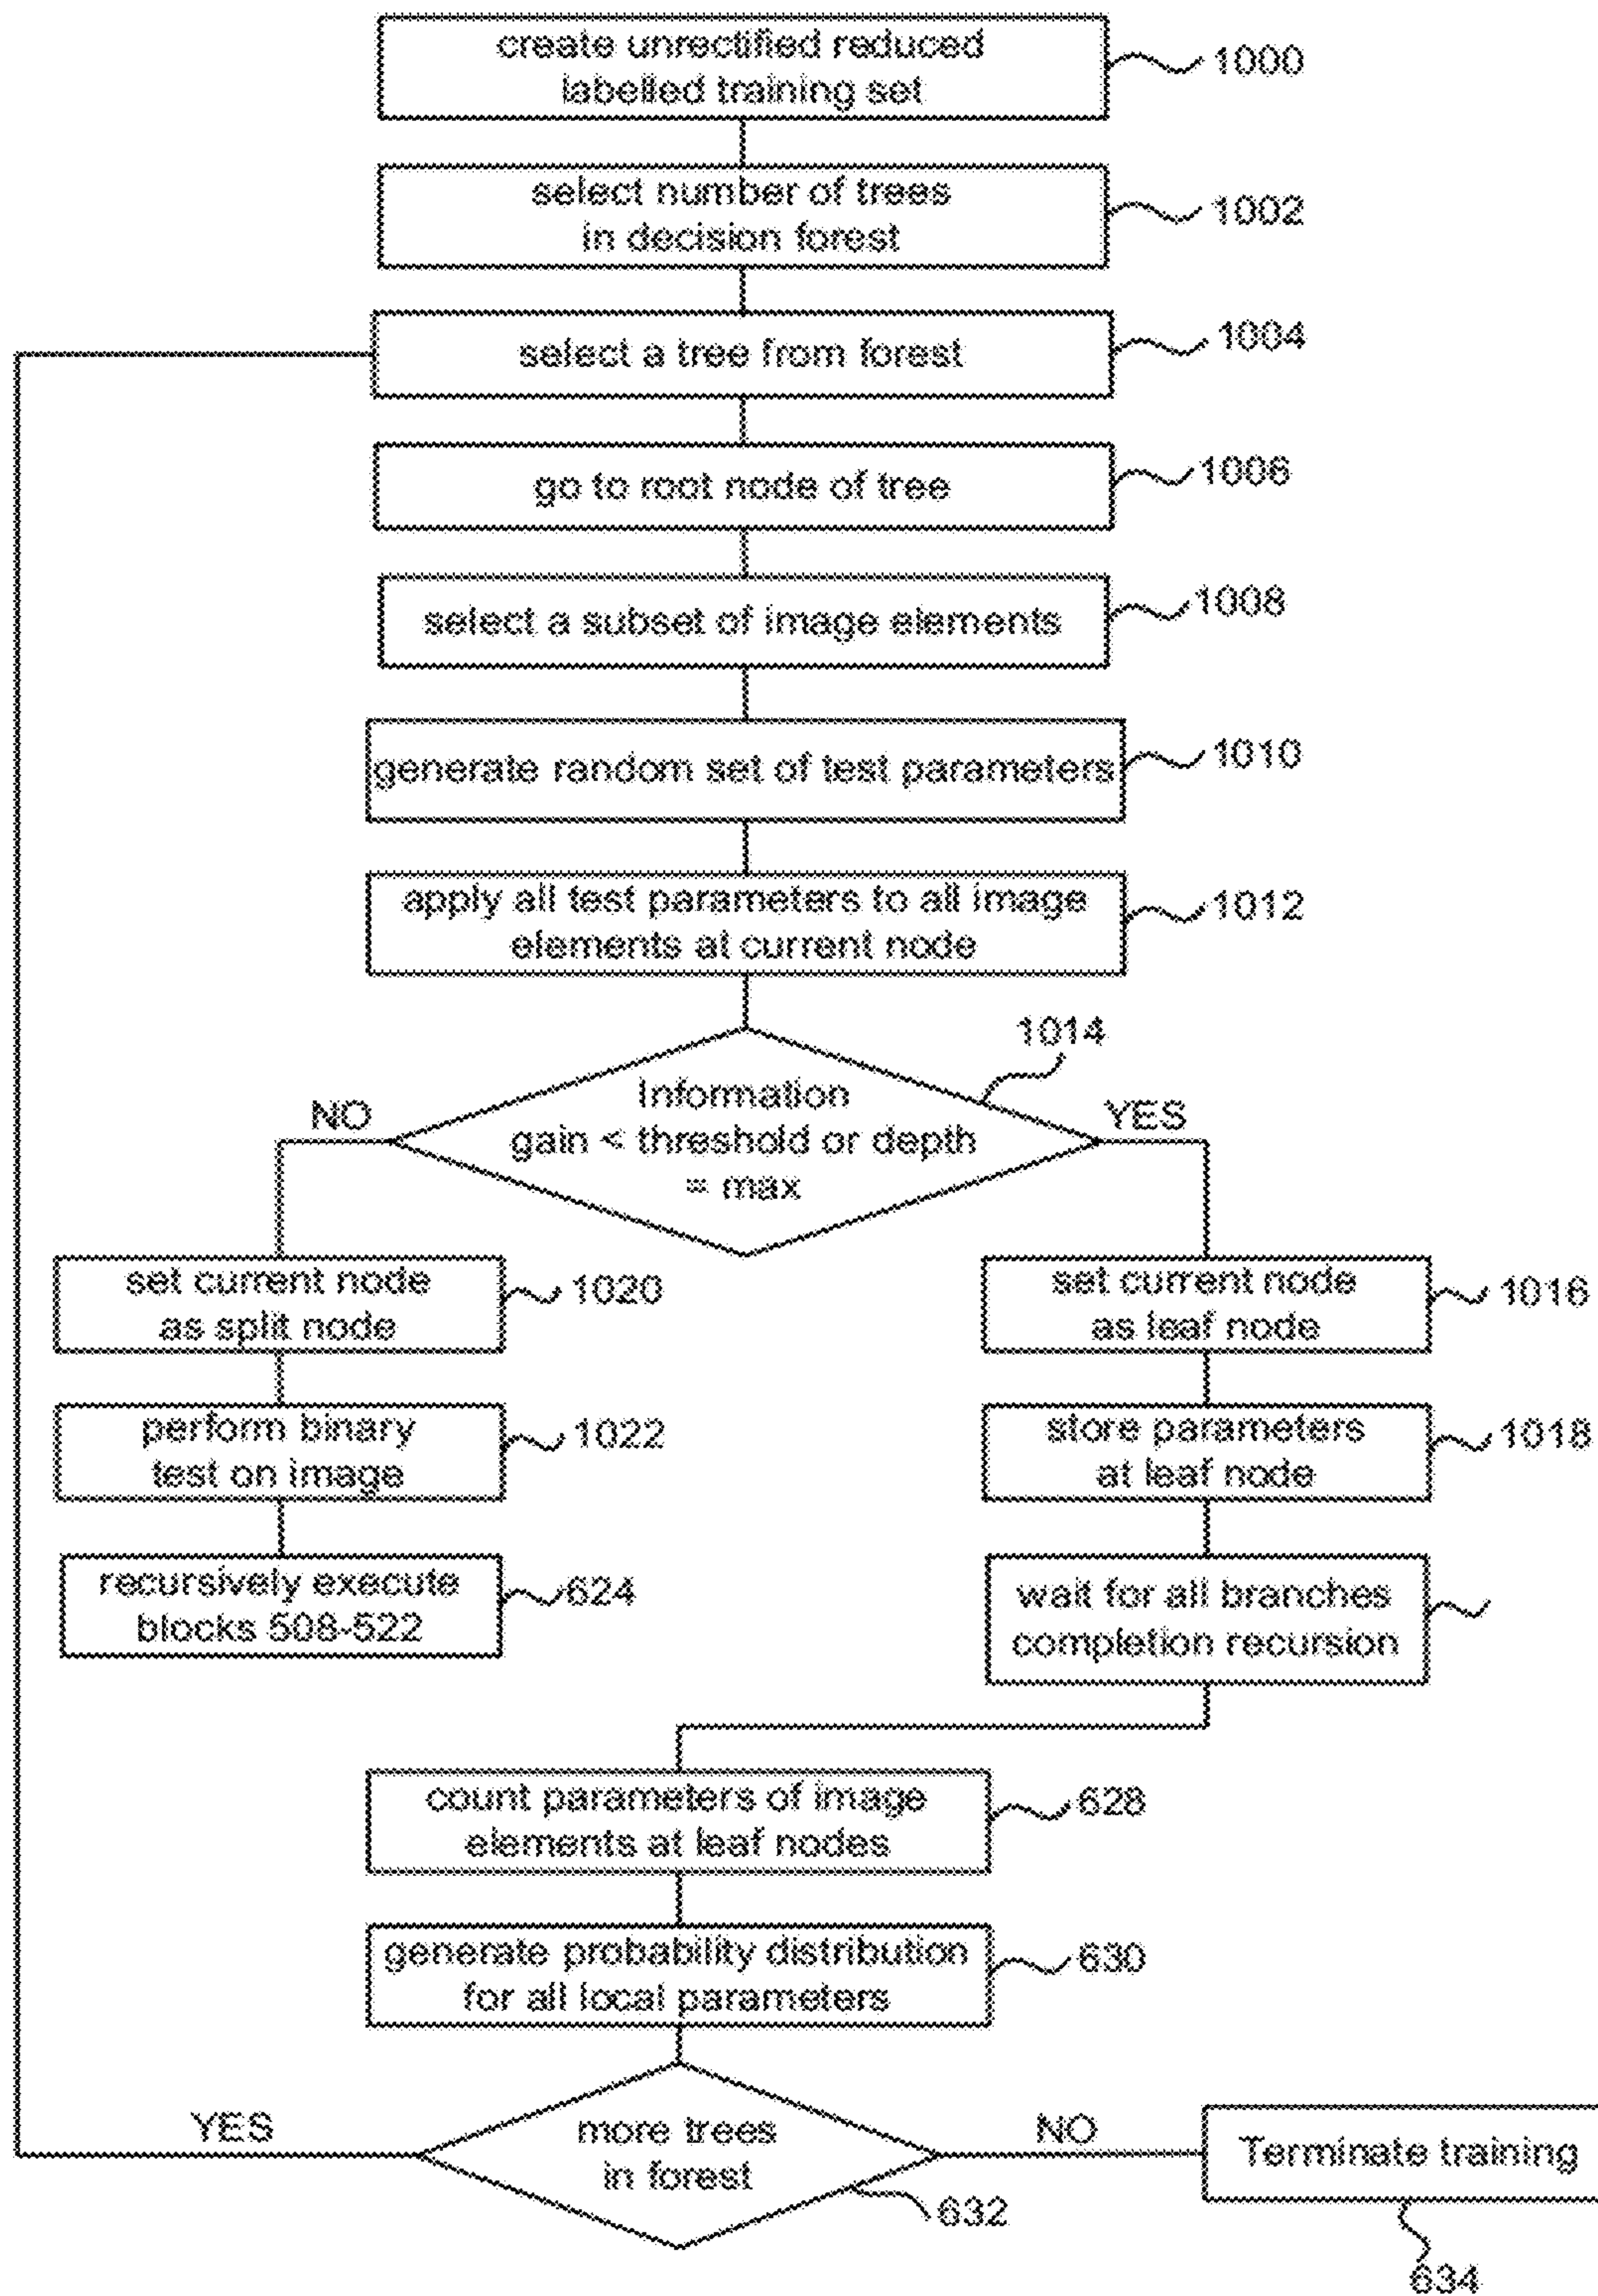 create unrectified reduced
labelled training set
1000
select number of trees
in decision forest
1002
select a tree from forest
1004
go to root node of tree
1006
select a subset of image elements
1008
generate random set of test parameters
1010
apply all test parameters to all image
elements at current node
1012
1014
Information
gain < threshold or depth
= max
NO
YES
set current node
as split node
1020
set current node
as leaf node
1016
perform binary
test on image
1022
store parameters
at leaf node
1018
recursively execute
blocks 508-522
624
wait for all branches
completion recursion
count parameters of image
elements at leaf nodes
628
generate probability distribution
for all local parameters
630
YES
more trees
in forest
NO
632
Terminate training
634